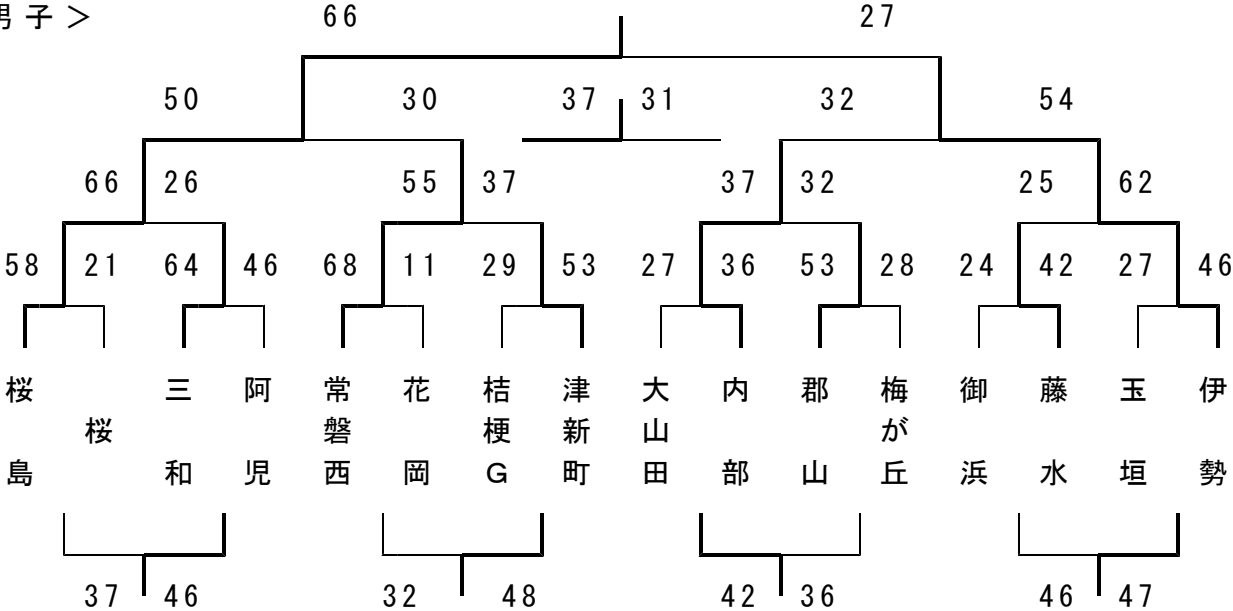 男子＞
66 27
50 30 37 31 32 54
66 26 55 37 37 32 25 62
58 21 64 46 68 11 29 53 27 36 53 28 24 42 27 46
桜島
桜
三和
阿児
常磐西
花岡
桔梗G
津新町
大山田
内部
郡山
梅が丘
御浜
藤水
玉垣
伊勢
37 46 32 48 42 36 46 47